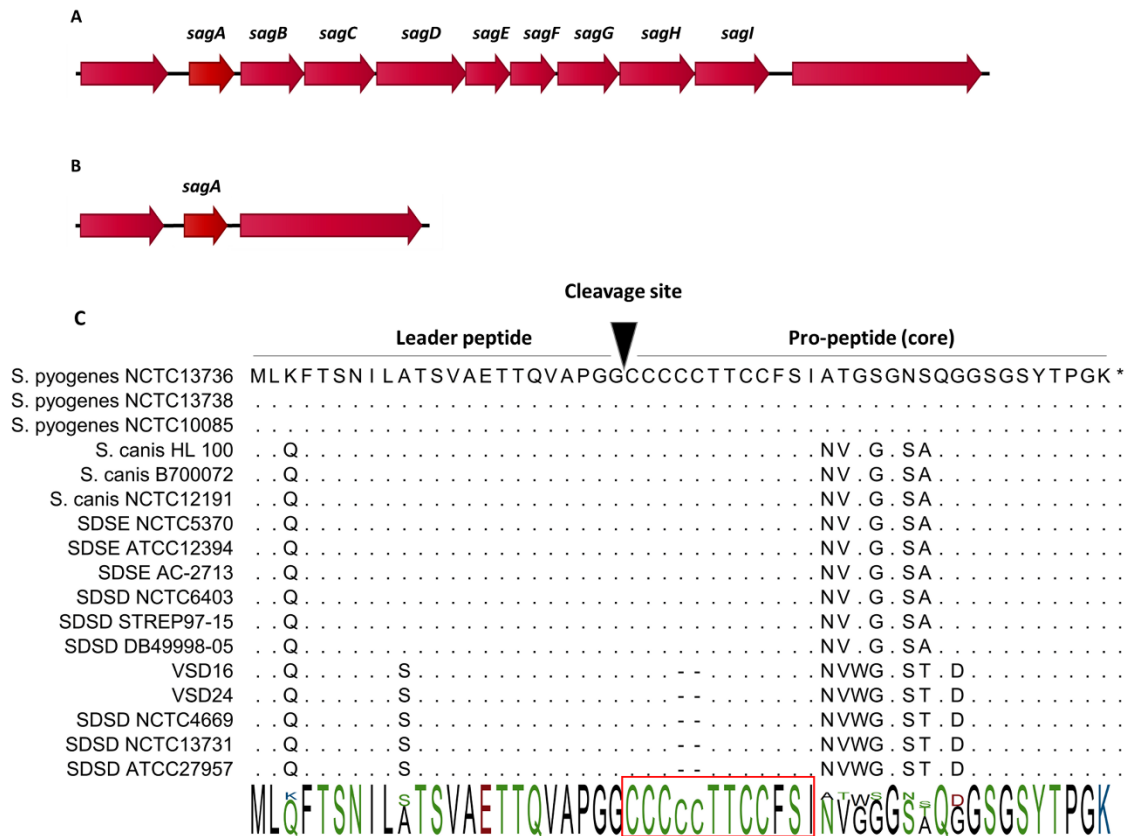 A
sagA sagB sagC sagD sagE sagF sagG sagH sagI
B
sagA
Cleavage site
C
Leader peptide Pro-peptide (core)
S. pyogenes NCTC13736 MLKFTSNILATSVAETTQVAPGGCCCCCTTCCFSIATGSGNSQGGSGSYTPGK*
S. pyogenes NCTC13738 ......................................................
S. pyogenes NCTC10085 ......................................................
S. canis HL 100 ..Q................................NV.G.SA............
S. canis B700072 ..Q................................NV.G.SA............
S. canis NCTC12191 ..Q................................NV.G.SA............
SDSE NCTC5370 ..Q................................NV.G.SA............
SDSE ATCC12394 ..Q................................NV.G.SA............
SDSE AC-2713 ..Q................................NV.G.SA............
SDSD NCTC6403 ..Q................................NV.G.SA............
SDSD STREP97-15 ..Q................................NV.G.SA............
SDSD DB49998-05 ..Q................................NV.G.SA............
VSD16 ..Q......S................--.......NVWG.ST.D..........
VSD24 ..Q......S................--.......NVWG.ST.D..........
SDSD NCTC4669 ..Q......S................--.......NVWG.ST.D..........
SDSD NCTC13731 ..Q......S................--.......NVWG.ST.D..........
SDSD ATCC27957 ..Q......S................--.......NVWG.ST.D..........
K S A T W S N S D
MLQFTSNILATSVAETTQVAPGGCCCccTTCCFSINVGGGSAQGGSGSYTPGK